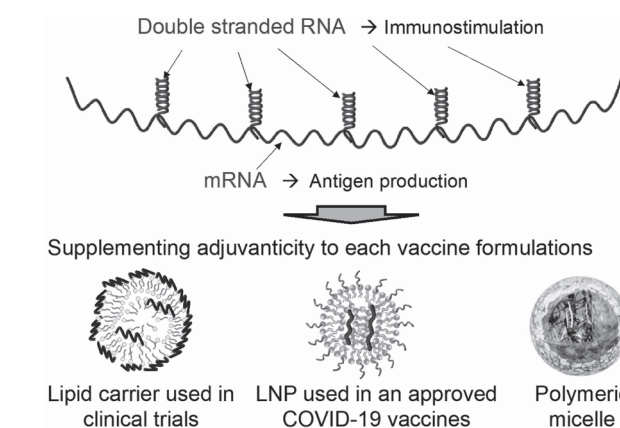 Double stranded RNA → Immunostimulation
mRNA → Antigen production
Supplementing adjuvanticity to each vaccine formulations
Lipid carrier used in
clinical trials
LNP used in an approved
COVID-19 vaccines
Polymeric
micelle